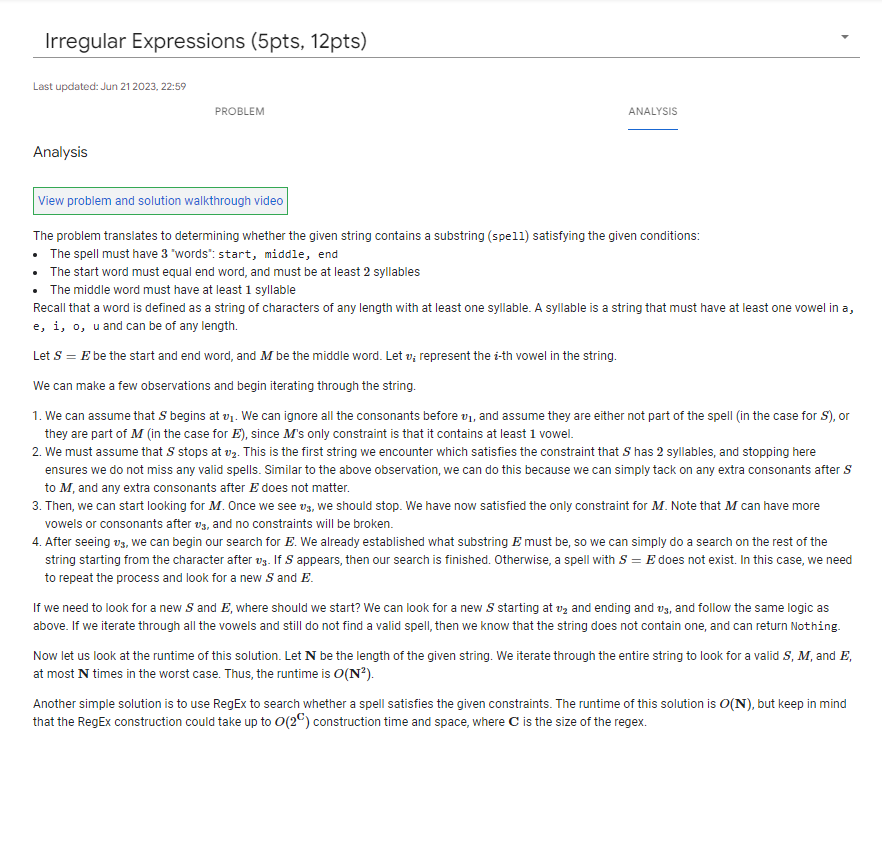 Irregular Expressions (5pts, 12pts)
Last updated: Jun 21 2023, 22:59
PROBLEM
ANALYSIS
Analysis
View problem and solution walkthrough video
The problem translates to determining whether the given string contains a substring (spell) satisfying the given conditions:
• The spell must have 3 "words": start, middle, end
• The start word must equal end word, and must be at least 2 syllables
• The middle word must have at least 1 syllable
Recall that a word is defined as a string of characters of any length with at least one syllable. A syllable is a string that must have at least one vowel in a,
e, i, o, u and can be of any length.
Let S = E be the start and end word, and M be the middle word. Let vᵢ represent the i-th vowel in the string.
We can make a few observations and begin iterating through the string.
1. We can assume that S begins at v₁. We can ignore all the consonants before v₁, and assume they are either not part of the spell (in the case for S), or
they are part of M (in the case for E), since M's only constraint is that it contains at least 1 vowel.
2. We must assume that S stops at v₂. This is the first string we encounter which satisfies the constraint that S has 2 syllables, and stopping here
ensures we do not miss any valid spells. Similar to the above observation, we can do this because we can simply tack on any extra consonants after S
to M, and any extra consonants after E does not matter.
3. Then, we can start looking for M. Once we see v₃, we should stop. We have now satisfied the only constraint for M. Note that M can have more
vowels or consonants after v₃, and no constraints will be broken.
4. After seeing v₃, we can begin our search for E. We already established what substring E must be, so we can simply do a search on the rest of the
string starting from the character after v₃. If S appears, then our search is finished. Otherwise, a spell with S = E does not exist. In this case, we need
to repeat the process and look for a new S and E.
If we need to look for a new S and E, where should we start? We can look for a new S starting at v₂ and ending and v₃, and follow the same logic as
above. If we iterate through all the vowels and still do not find a valid spell, then we know that the string does not contain one, and can return Nothing.
Now let us look at the runtime of this solution. Let N be the length of the given string. We iterate through the entire string to look for a valid S, M, and E,
at most N times in the worst case. Thus, the runtime is O(N²).
Another simple solution is to use RegEx to search whether a spell satisfies the given constraints. The runtime of this solution is O(N), but keep in mind
that the RegEx construction could take up to O(2^C) construction time and space, where C is the size of the regex.